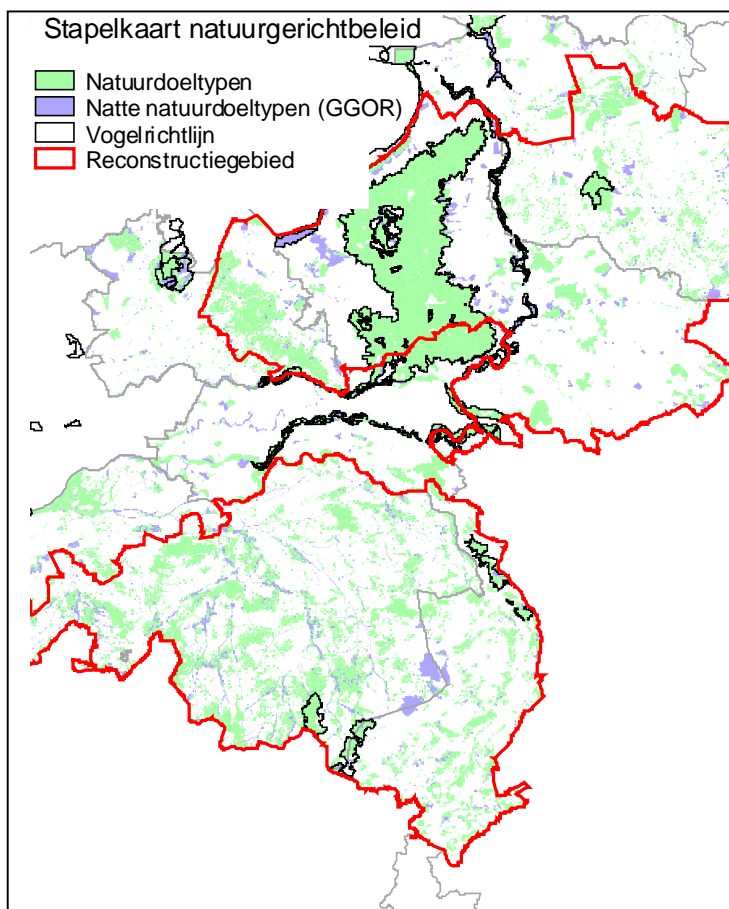 Stapelkaart natuurgerichtbeleid
Natuurdoeltypen
Natte natuurdoeltypen (GGOR)
Vogelrichtlijn
Reconstructiegebied